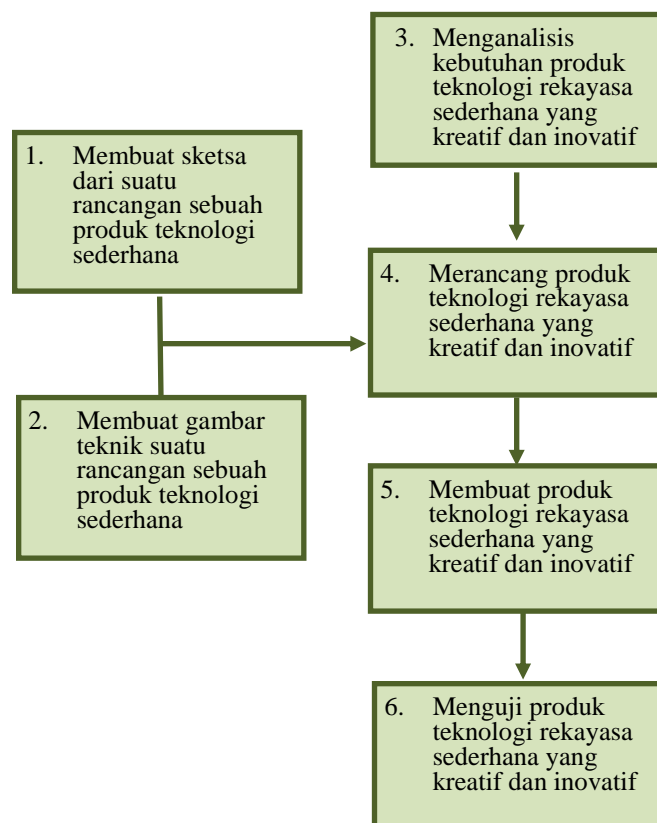 1. Membuat sketsa
dari suatu
rancangan sebuah
produk teknologi
sederhana
2. Membuat gambar
teknik suatu
rancangan sebuah
produk teknologi
sederhana
3. Menganalisis
kebutuhan produk
teknologi rekayasa
sederhana yang
kreatif dan inovatif
4. Merancang produk
teknologi rekayasa
sederhana yang
kreatif dan inovatif
5. Membuat produk
teknologi rekayasa
sederhana yang
kreatif dan inovatif
6. Menguji produk
teknologi rekayasa
sederhana yang
kreatif dan inovatif